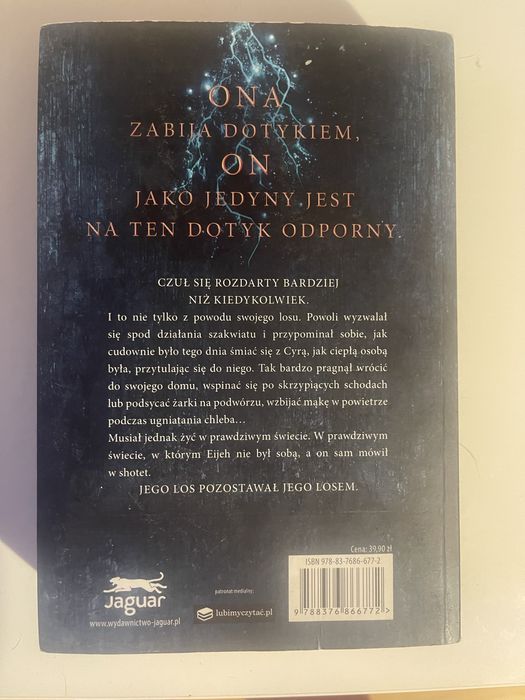 ONA
ZABIJA DOTYKIEM,
ON
JAKO JEDYNY JEST
NA TEN DOTYK ODPORNY
CZUŁ SIĘ ROZDARTY BARDZIEJ
NIŻ KIEDYKOLWIEK.
I to nie tylko z powodu swojego losu. Powoli wyzwalał
się spod działania szakwiatu i przypominał sobie, jak
cudownie było tego dnia śmiać się z Cyrą, jak ciepłą osobą
była, przytulając się do niego. Tak bardzo pragnął wrócić
do swojego domu, wspinać się po skrzypiących schodach
lub podsycać żarki na podwórzu, wzbijać mąkę w powietrze
podczas ugniatania chleba…
Musiał jednak żyć w prawdziwym świecie. W prawdziwym
świecie, w którym Eijeh nie był sobą, a on sam mówił
w shotet.
JEGO LOS POZOSTAWAŁ JEGO LOSEM.
Cena: 39,90 zł
ISBN 978-83-7686-677-2
9 788376 866772 >
jaguar
www.wydawnictwo-jaguar.pl
patronat medialny:
lubimyczytać.pl